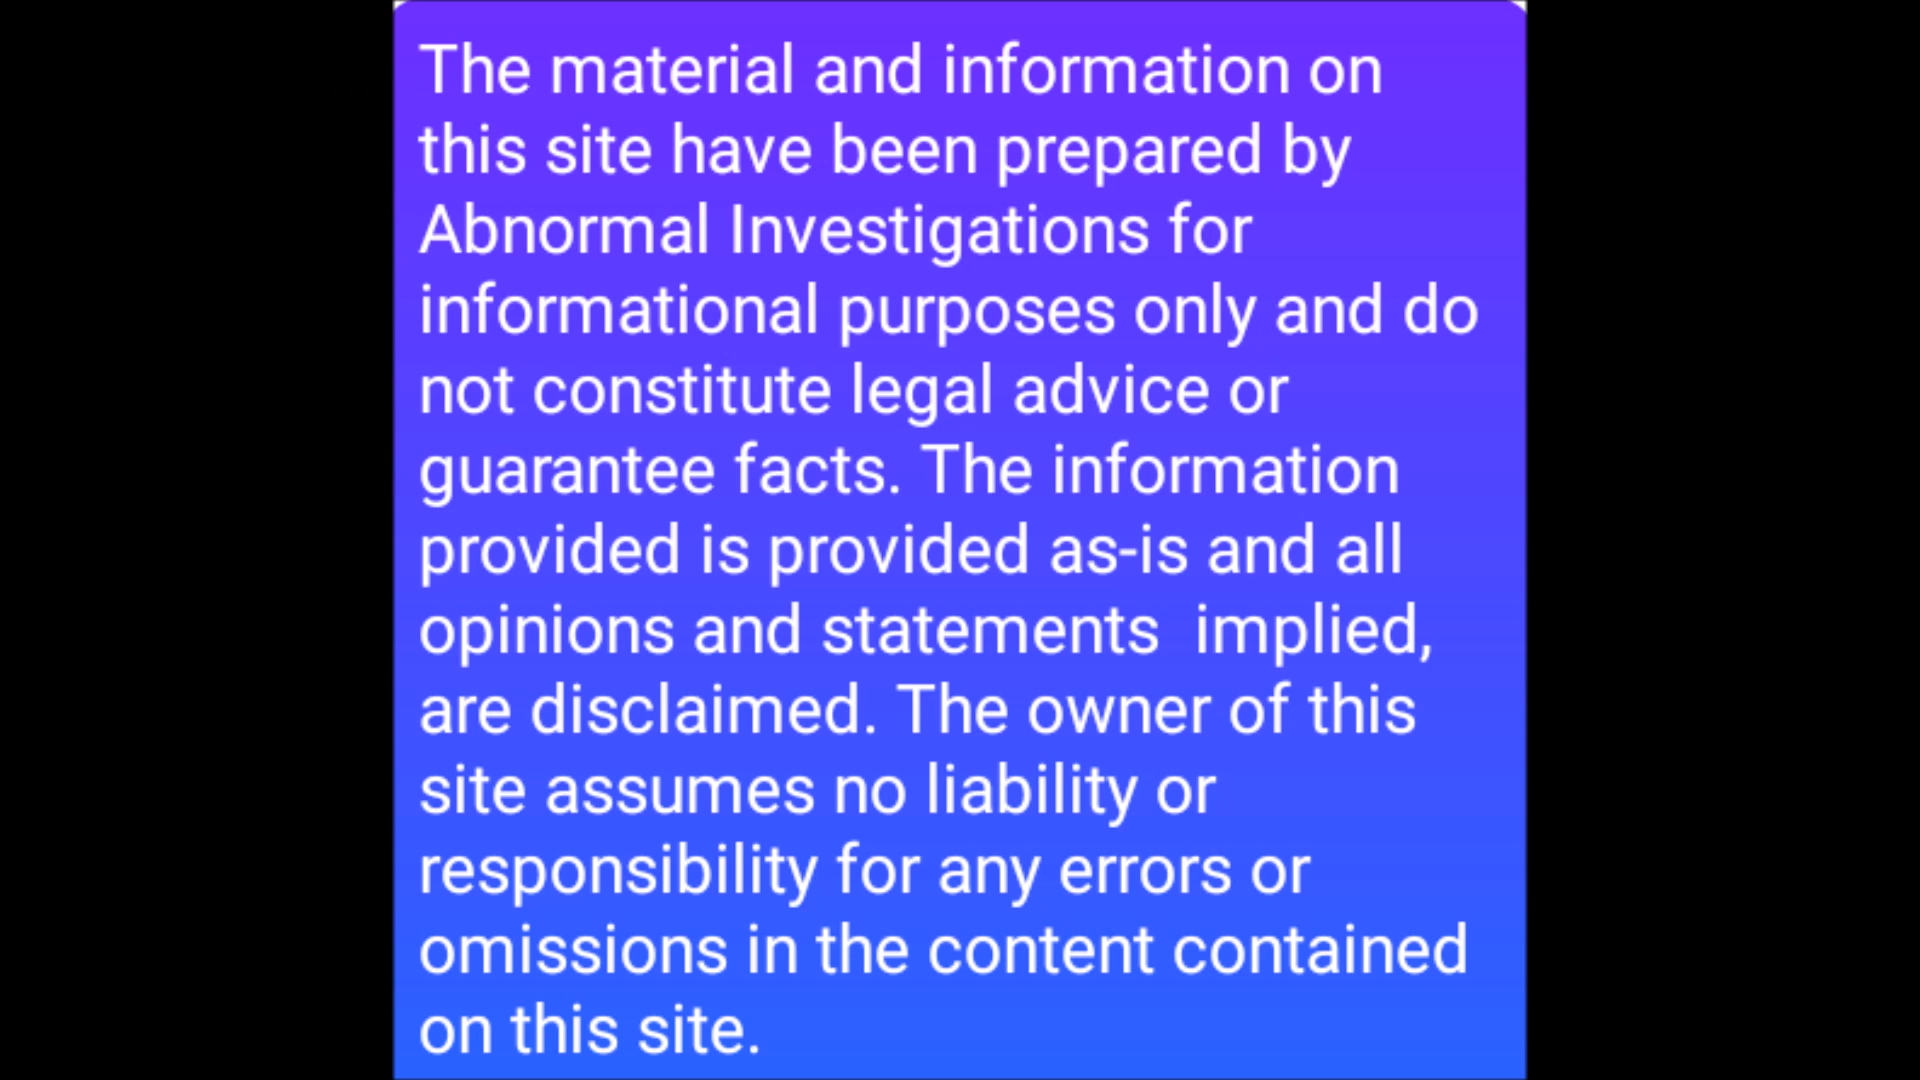 The material and information on
this site have been prepared by
Abnormal Investigations for
informational purposes only and do
not constitute legal advice or
guarantee facts. The information
provided is provided as-is and all
opinions and statements  implied,
are disclaimed. The owner of this
site assumes no liability or
responsibility for any errors or
omissions in the content contained
on this site.